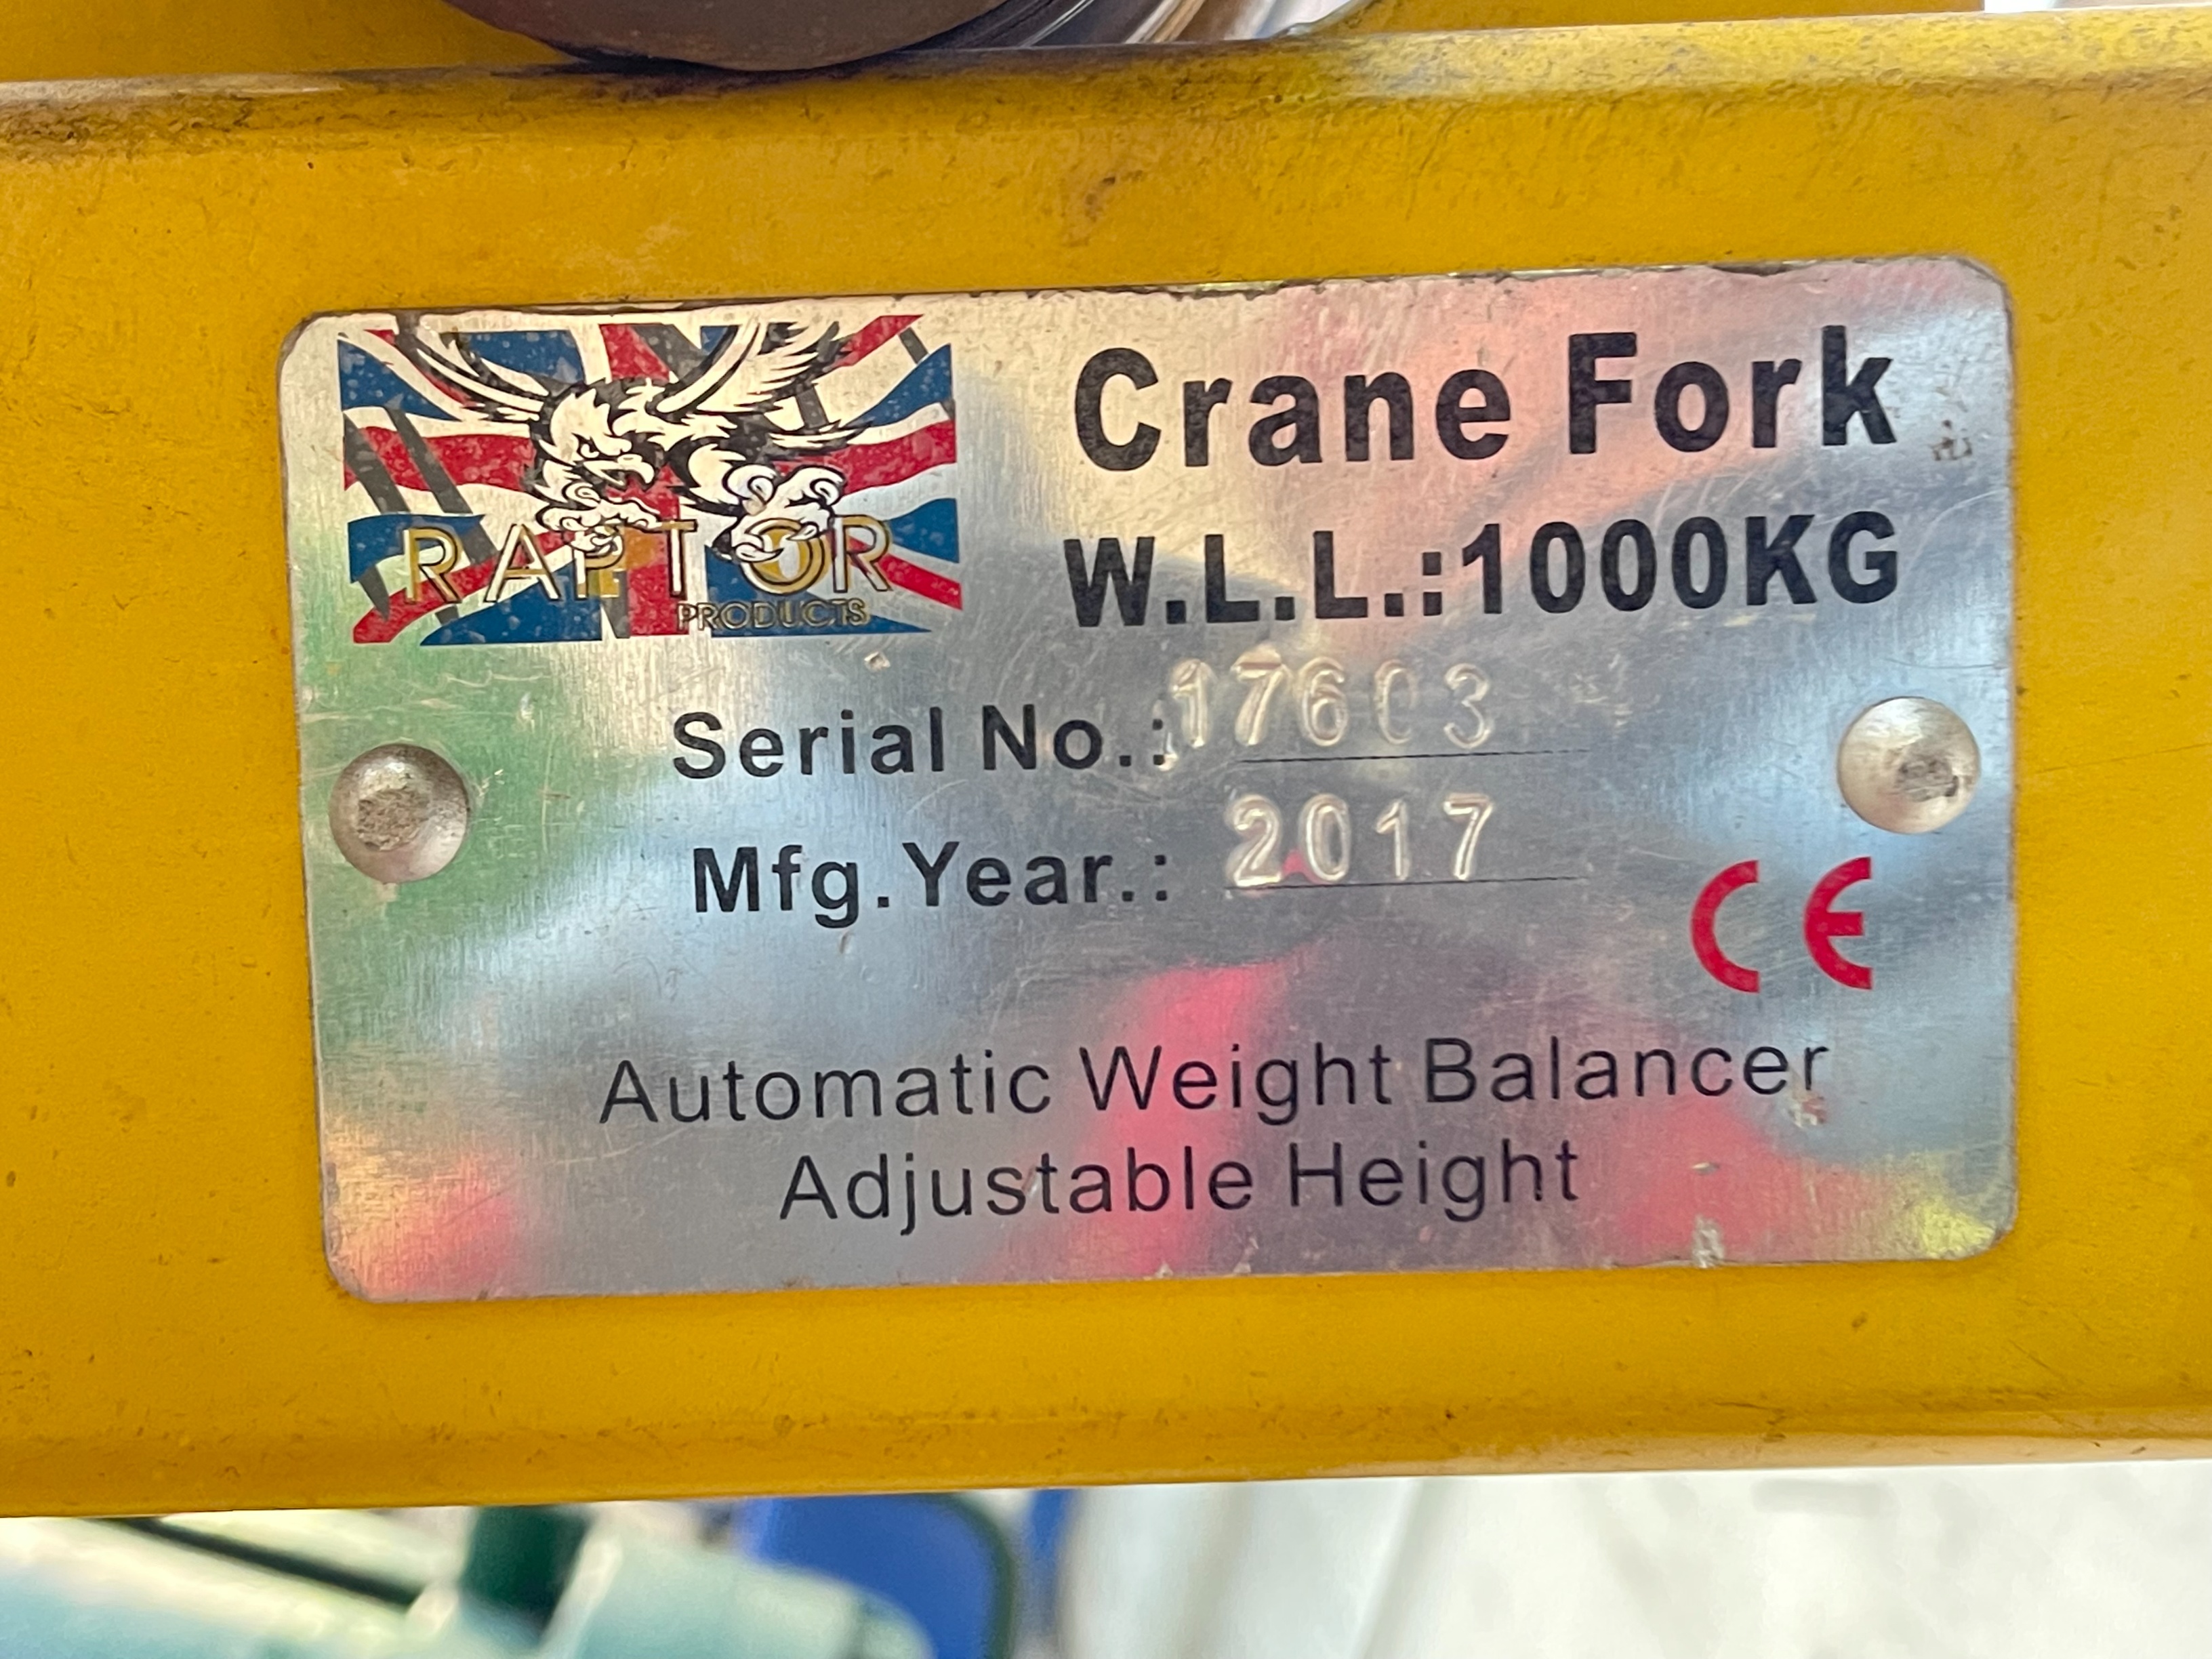 RAPTOR
PRODUCTS
Crane Fork
W.L.L.:1000KG
Serial No.:17603
Mfg.Year.: 2017
CE
Automatic Weight Balancer
Adjustable Height